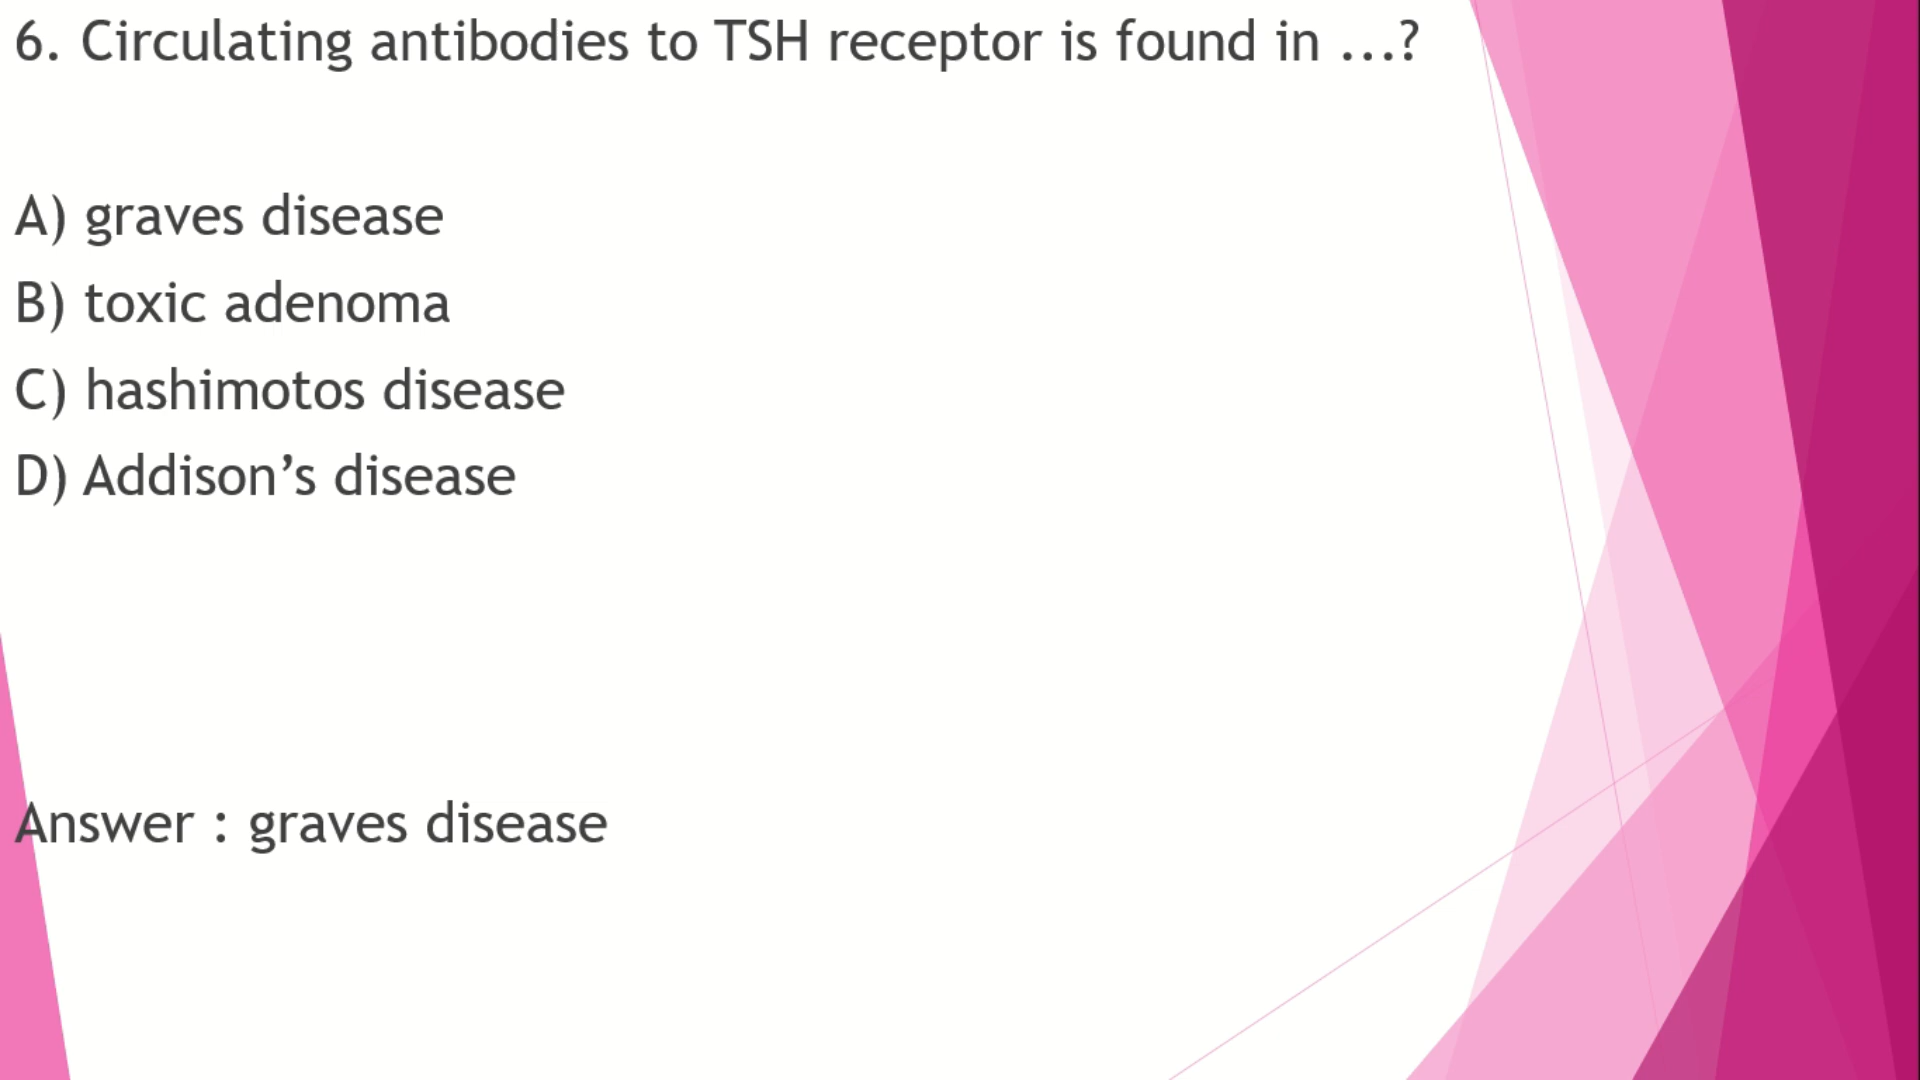 6. Circulating antibodies to TSH receptor is found in ...?
A) graves disease
B) toxic adenoma
C) hashimotos disease
D) Addison’s disease
Answer : graves disease